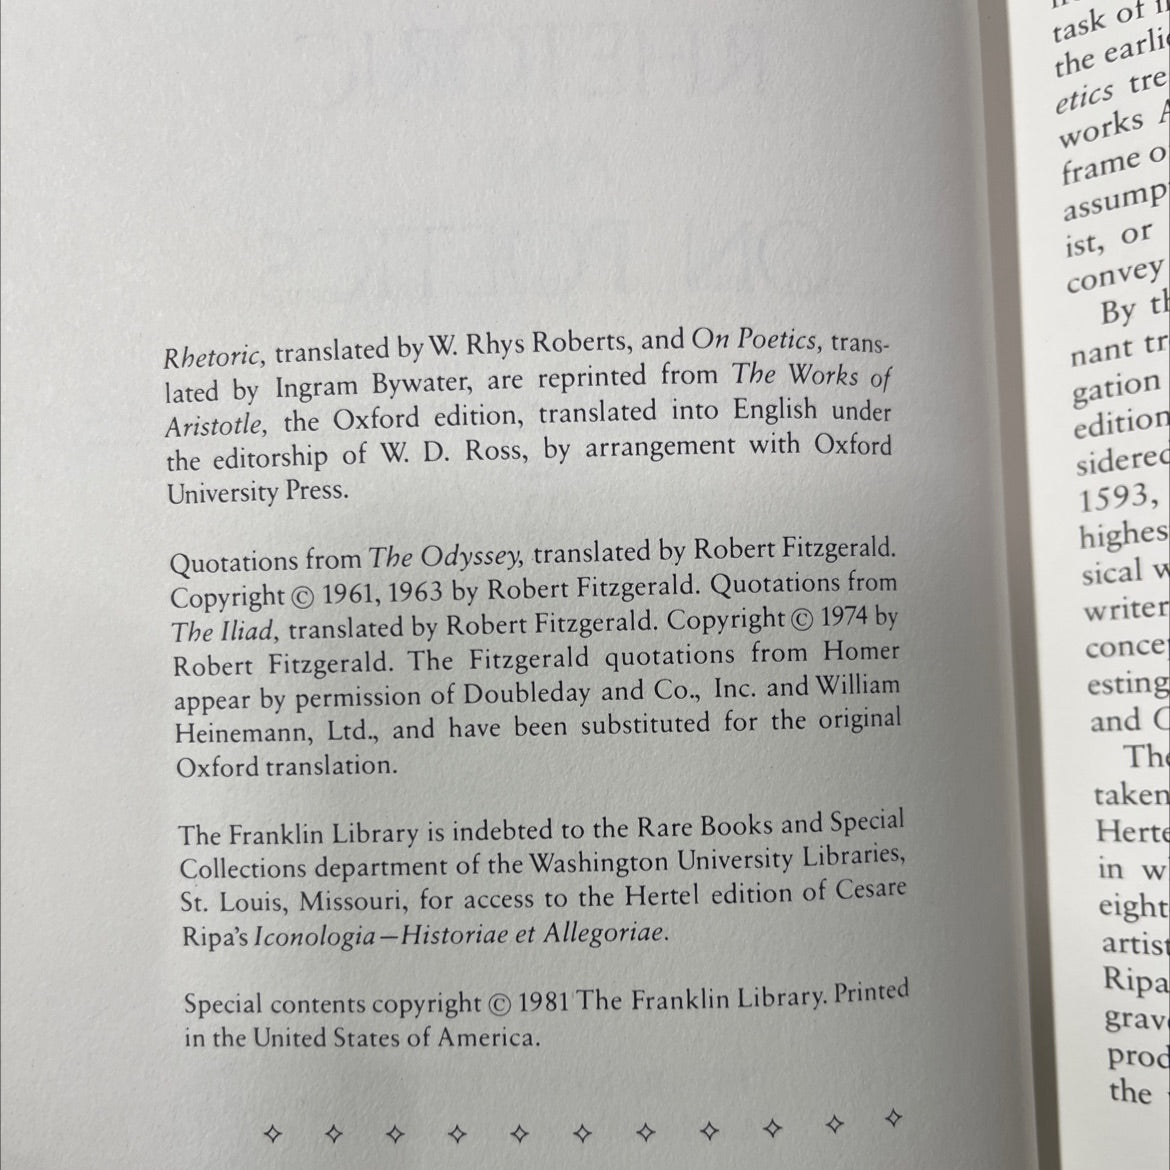 Rhetoric, translated by W. Rhys Roberts, and On Poetics, trans-
lated by Ingram Bywater, are reprinted from The Works of
Aristotle, the Oxford edition, translated into English under
the editorship of W. D. Ross, by arrangement with Oxford
University Press.
Quotations from The Odyssey, translated by Robert Fitzgerald.
Copyright © 1961, 1963 by Robert Fitzgerald. Quotations from
The Iliad, translated by Robert Fitzgerald. Copyright © 1974 by
Robert Fitzgerald. The Fitzgerald quotations from Homer
appear by permission of Doubleday and Co., Inc. and William
Heinemann, Ltd., and have been substituted for the original
Oxford translation.
The Franklin Library is indebted to the Rare Books and Special
Collections department of the Washington University Libraries,
St. Louis, Missouri, for access to the Hertel edition of Cesare
Ripa's Iconologia—Historiae et Allegoriae.
Special contents copyright © 1981 The Franklin Library. Printed
in the United States of America.
task of
the earli
etics tre
works
frame o
assump
ist, or
convey
By th
nant tr
gation
edition
sidered
1593,
highes
sical w
writer
conce
esting
and C
The
taken
Herte
in w
eight
artist
Ripa
grav
prod
the